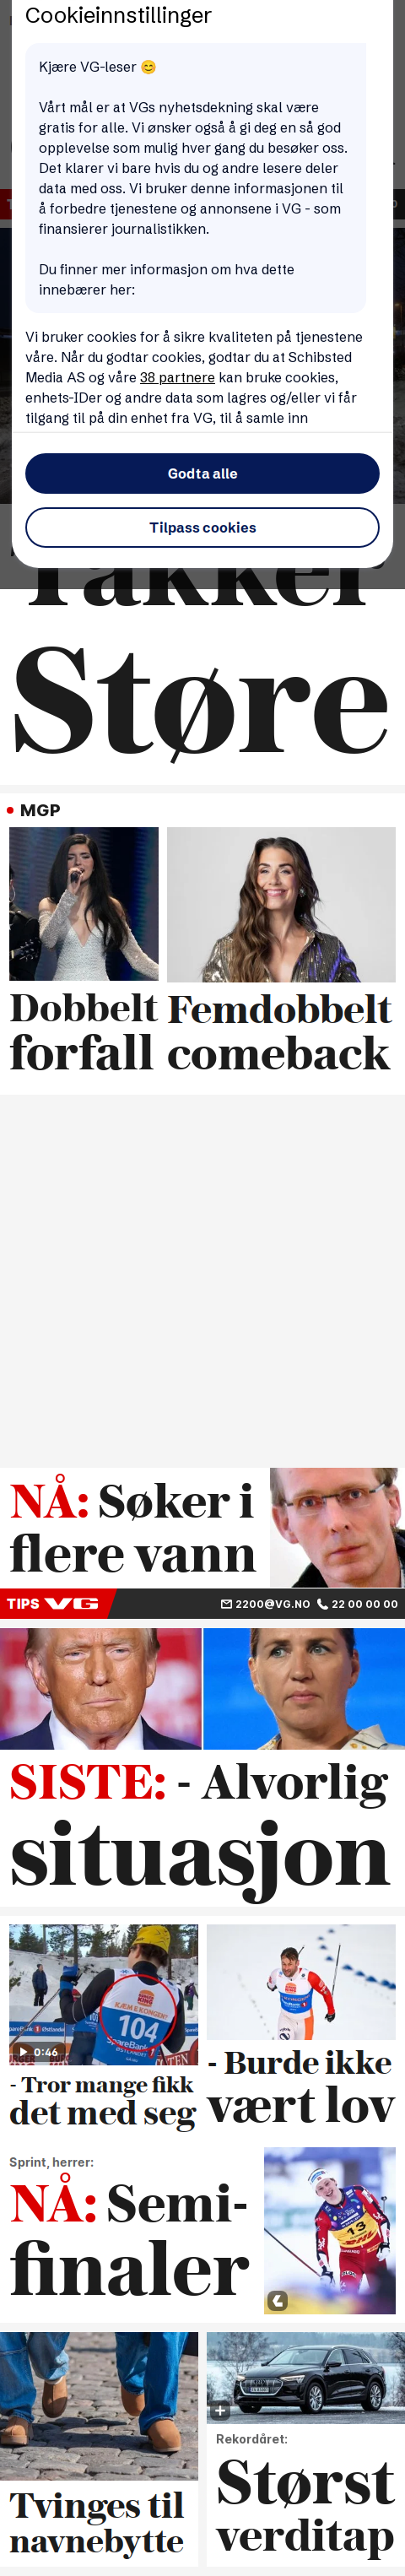 Cookieinnstillinger
Kjære VG-leser 😊
Vårt mål er at VGs nyhetsdekning skal være
gratis for alle. Vi ønsker også å gi deg en så god
opplevelse som mulig hver gang du besøker oss.
Det klarer vi bare hvis du og andre lesere deler
data med oss. Vi bruker denne informasjonen til
å forbedre tjenestene og annonsene i VG - som
finansierer journalistikken.
Du finner mer informasjon om hva dette
innebærer her:
Vi bruker cookies for å sikre kvaliteten på tjenestene
våre. Når du godtar cookies, godtar du at Schibsted
Media AS og våre 38 partnere kan bruke cookies,
enhets-IDer og andre data som lagres og/eller vi får
tilgang til på din enhet fra VG, til å samle inn
Godta alle
Tilpass cookies
Takker
Støre
MGP
Dobbelt
forfall
Femdobbelt
comeback
NÅ: Søker i
flere vann
TIPS VG 2200@VG.NO 22 00 00 00
SISTE: - Alvorlig
situasjon
KJEM E KONGEN?
104
SpareBank
0:46
- Tror mange fikk
det med seg
- Burde ikke
vært lov
Sprint, herrer:
NÅ: Semi-
finaler
13
Tvinges til
navnebytte
Rekordåret:
Størst
verditap